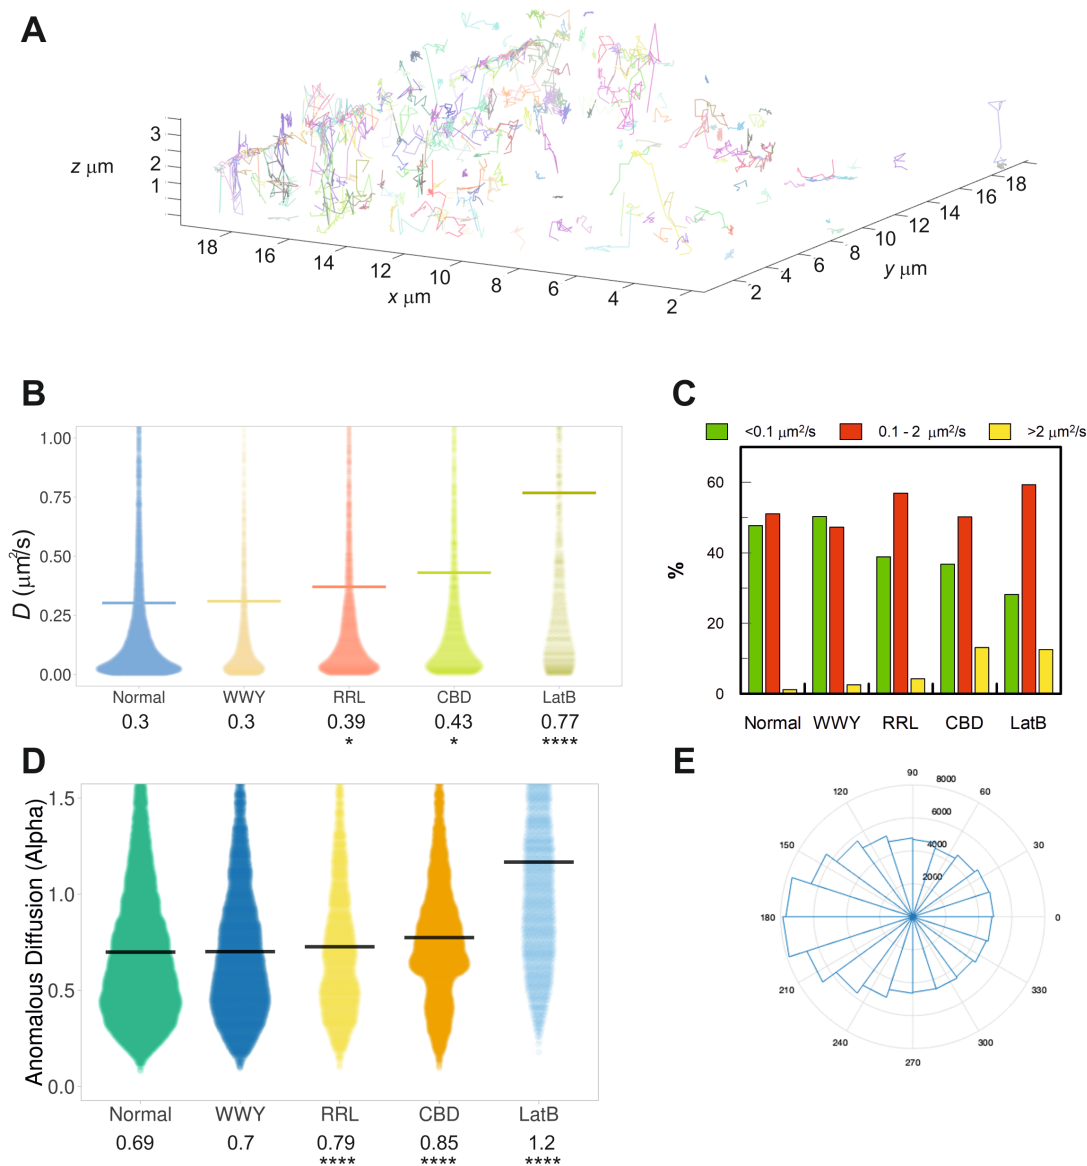 A
z μm
3
2
1
18
16
14
12
10
8
6
4
2
x μm
2
4
6
8
10
12
14
16
18
y μm
B
D (μm²/s)
1.00
0.75
0.50
0.25
0.00
Normal WWY RRL CBD LatB
0.3 0.3 0.39 0.43 0.77
* * ****
C
<0.1 μm²/s 0.1 - 2 μm²/s >2 μm²/s
%
60
40
20
0
Normal WWY RRL CBD LatB
D
Anomalous Diffusion (Alpha)
1.5
1.0
0.5
0.0
Normal WWY RRL CBD LatB
0.69 0.7 0.79 0.85 1.2
**** **** ****
E
90
120 8000 60
6000
150 4000 30
2000
180 0
210 330
240 300
270